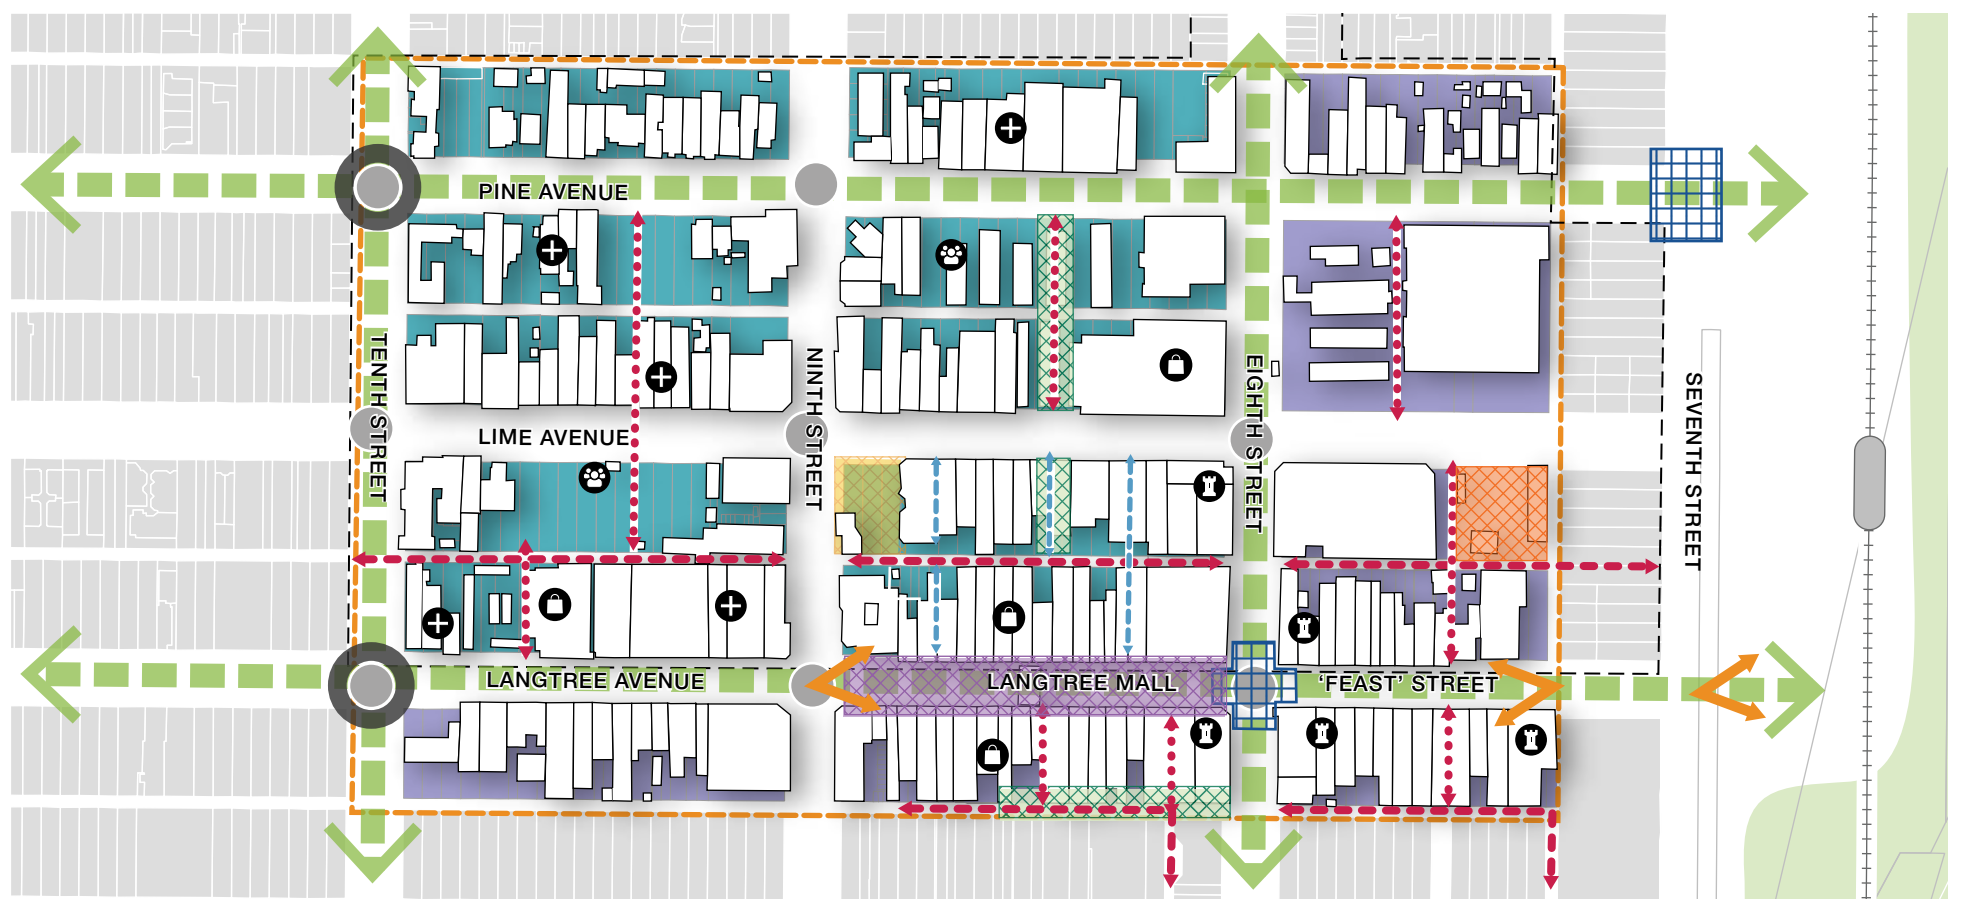 PINE AVENUE
TENTH STREET
NINTH STREET
EIGHTH STREET
SEVENTH STREET
LIME AVENUE
LANGTREE AVENUE
LANGTREE MALL
‘FEAST’ STREET